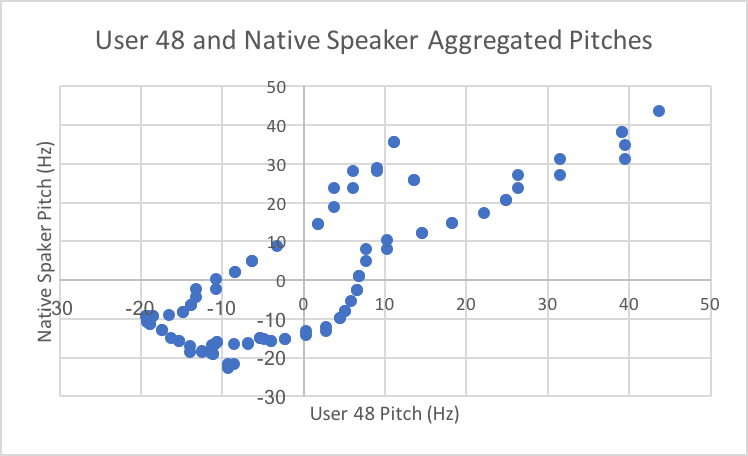 User 48 and Native Speaker Aggregated Pitches
50
40
30
20
10
0
-10
-20
-30
-30 -20 -10 0 10 20 30 40 50
Native Spaker Pitch (Hz)
User 48 Pitch (Hz)